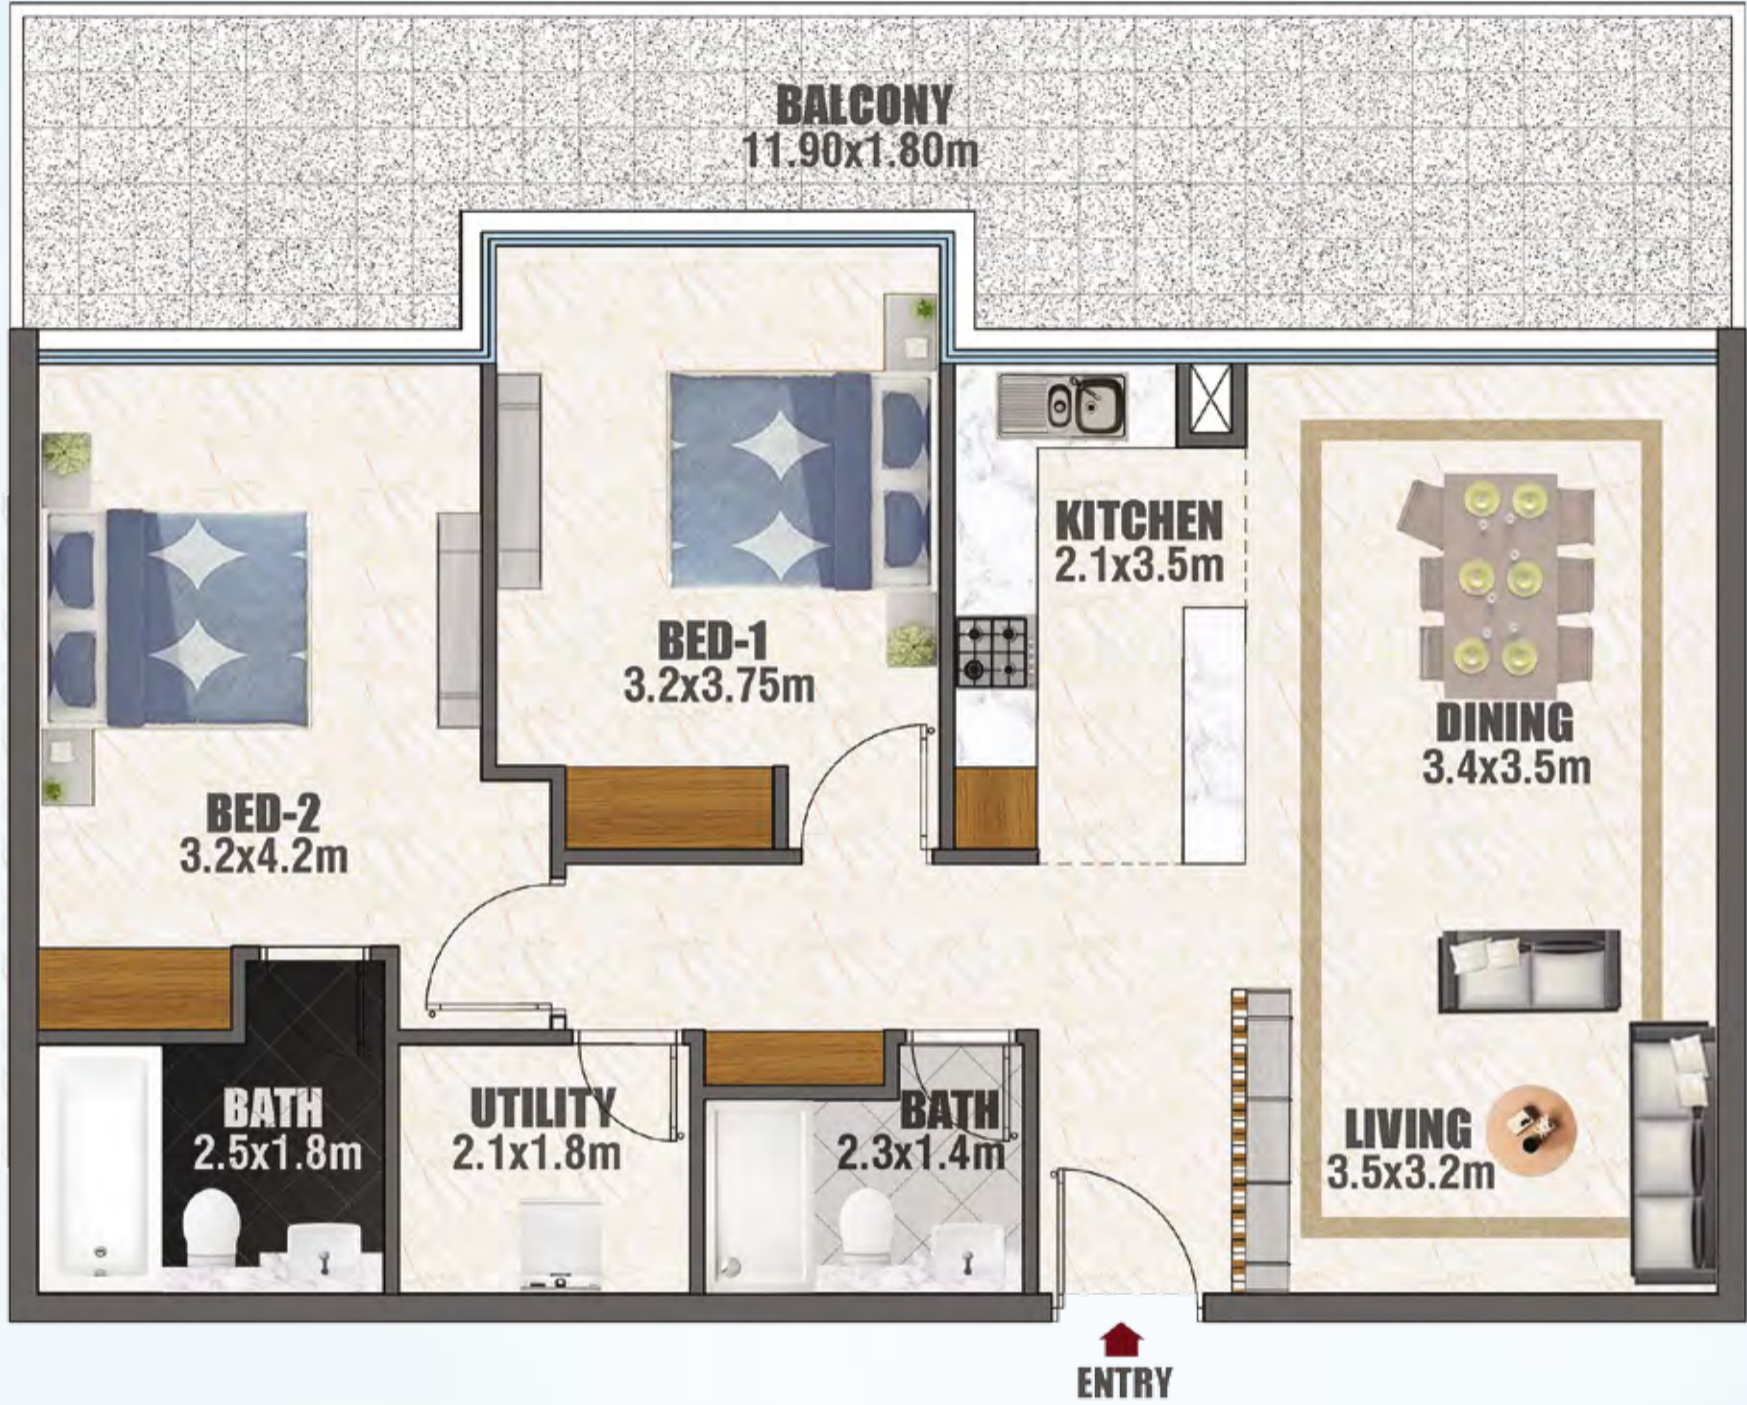 BALCONY
11.90x1.80m
KITCHEN
2.1x3.5m
BED-1
3.2x3.75m
DINING
3.4x3.5m
BED-2
3.2x4.2m
BATH
2.5x1.8m
UTILITY
2.1x1.8m
BATH
2.3x1.4m
LIVING
3.5x3.2m
ENTRY